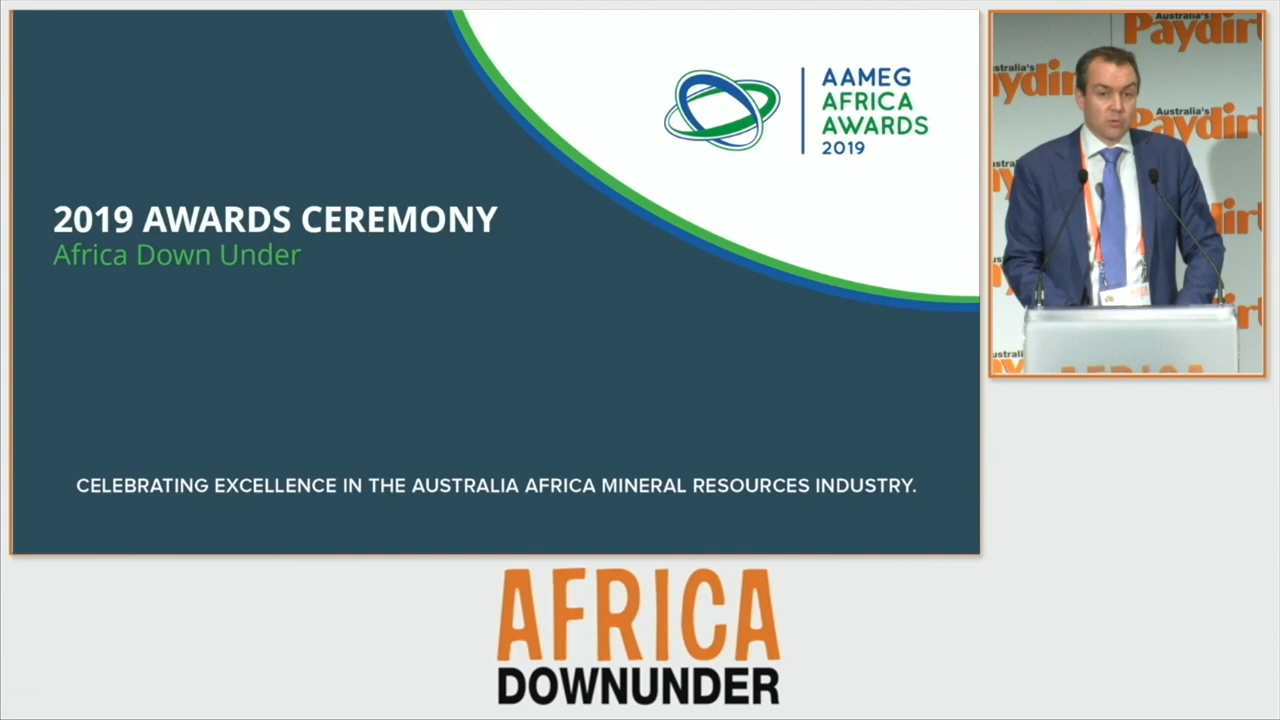 AAMEG
AFRICA
AWARDS
2019
2019 AWARDS CEREMONY
Africa Down Under
CELEBRATING EXCELLENCE IN THE AUSTRALIA AFRICA MINERAL RESOURCES INDUSTRY.
Australia's
Paydirt
Australia's
Paydirt
AFRICA
AFRICA
DOWNUNDER